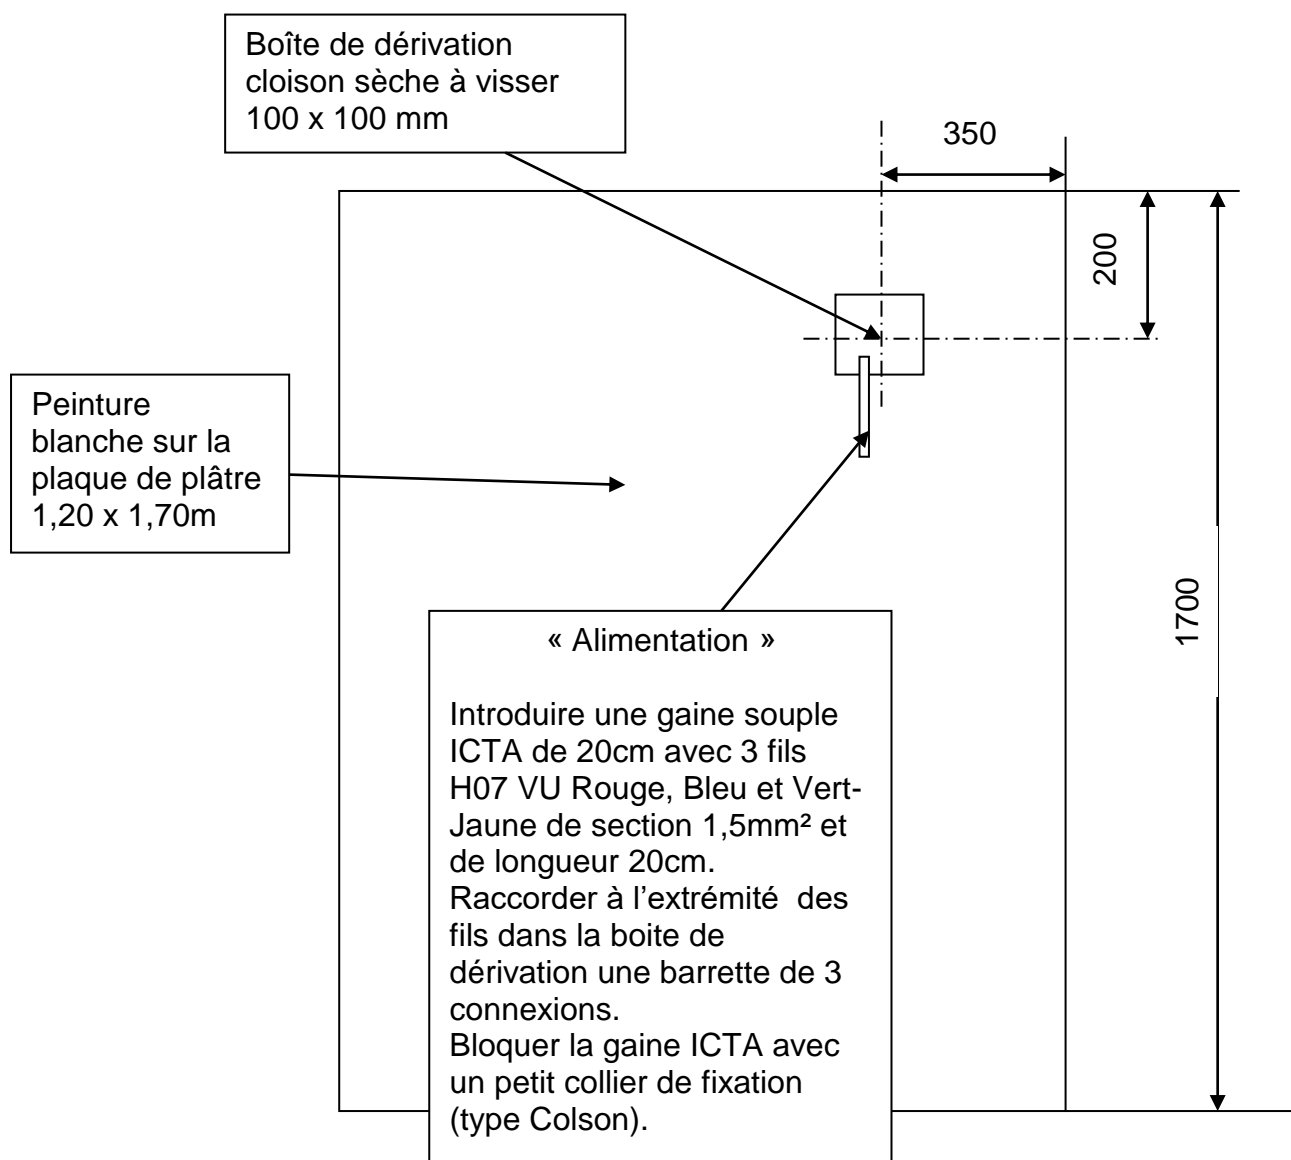 Boîte de dérivation
cloison sèche à visser
100 x 100 mm
350
200
Peinture
blanche sur la
plaque de plâtre
1,20 x 1,70m
1700
« Alimentation »
Introduire une gaine souple
ICTA de 20cm avec 3 fils
H07 VU Rouge, Bleu et Vert-
Jaune de section 1,5mm² et
de longueur 20cm.
Raccorder à l’extrémité  des
fils dans la boite de
dérivation une barrette de 3
connexions.
Bloquer la gaine ICTA avec
un petit collier de fixation
(type Colson).